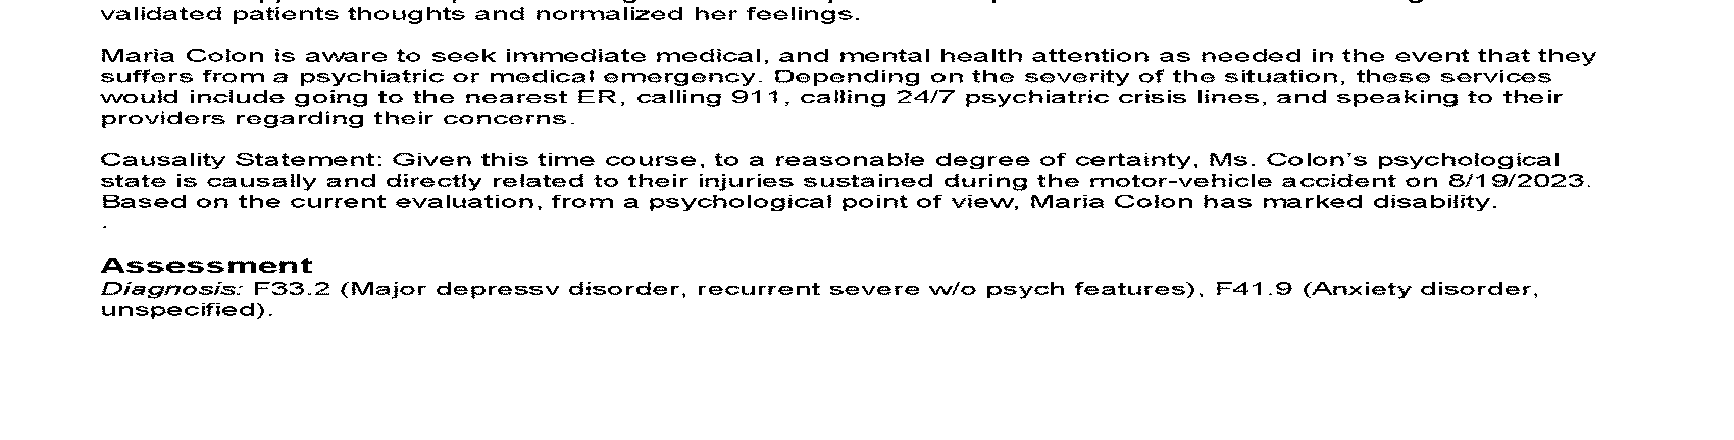 validated patients thoughts and normalized her feelings.
Maria Colon is aware to seek immediate medical, and mental health attention as needed in the event that they
suffers from a psychiatric or medical emergency. Depending on the severity of the situation, these services
would include going to the nearest ER, calling 911, calling 24/7 psychiatric crisis lines, and speaking to their
providers regarding their concerns.
Causality Statement: Given this time course, to a reasonable degree of certainty, Ms. Colon's psychological
state is causally and directly related to their injuries sustained during the motor-vehicle accident on 8/19/2023.
Based on the current evaluation, from a psychological point of view, Maria Colon has marked disability.
.
Assessment
Diagnosis: F33.2 (Major depressv disorder, recurrent severe w/o psych features), F41.9 (Anxiety disorder,
unspecified).